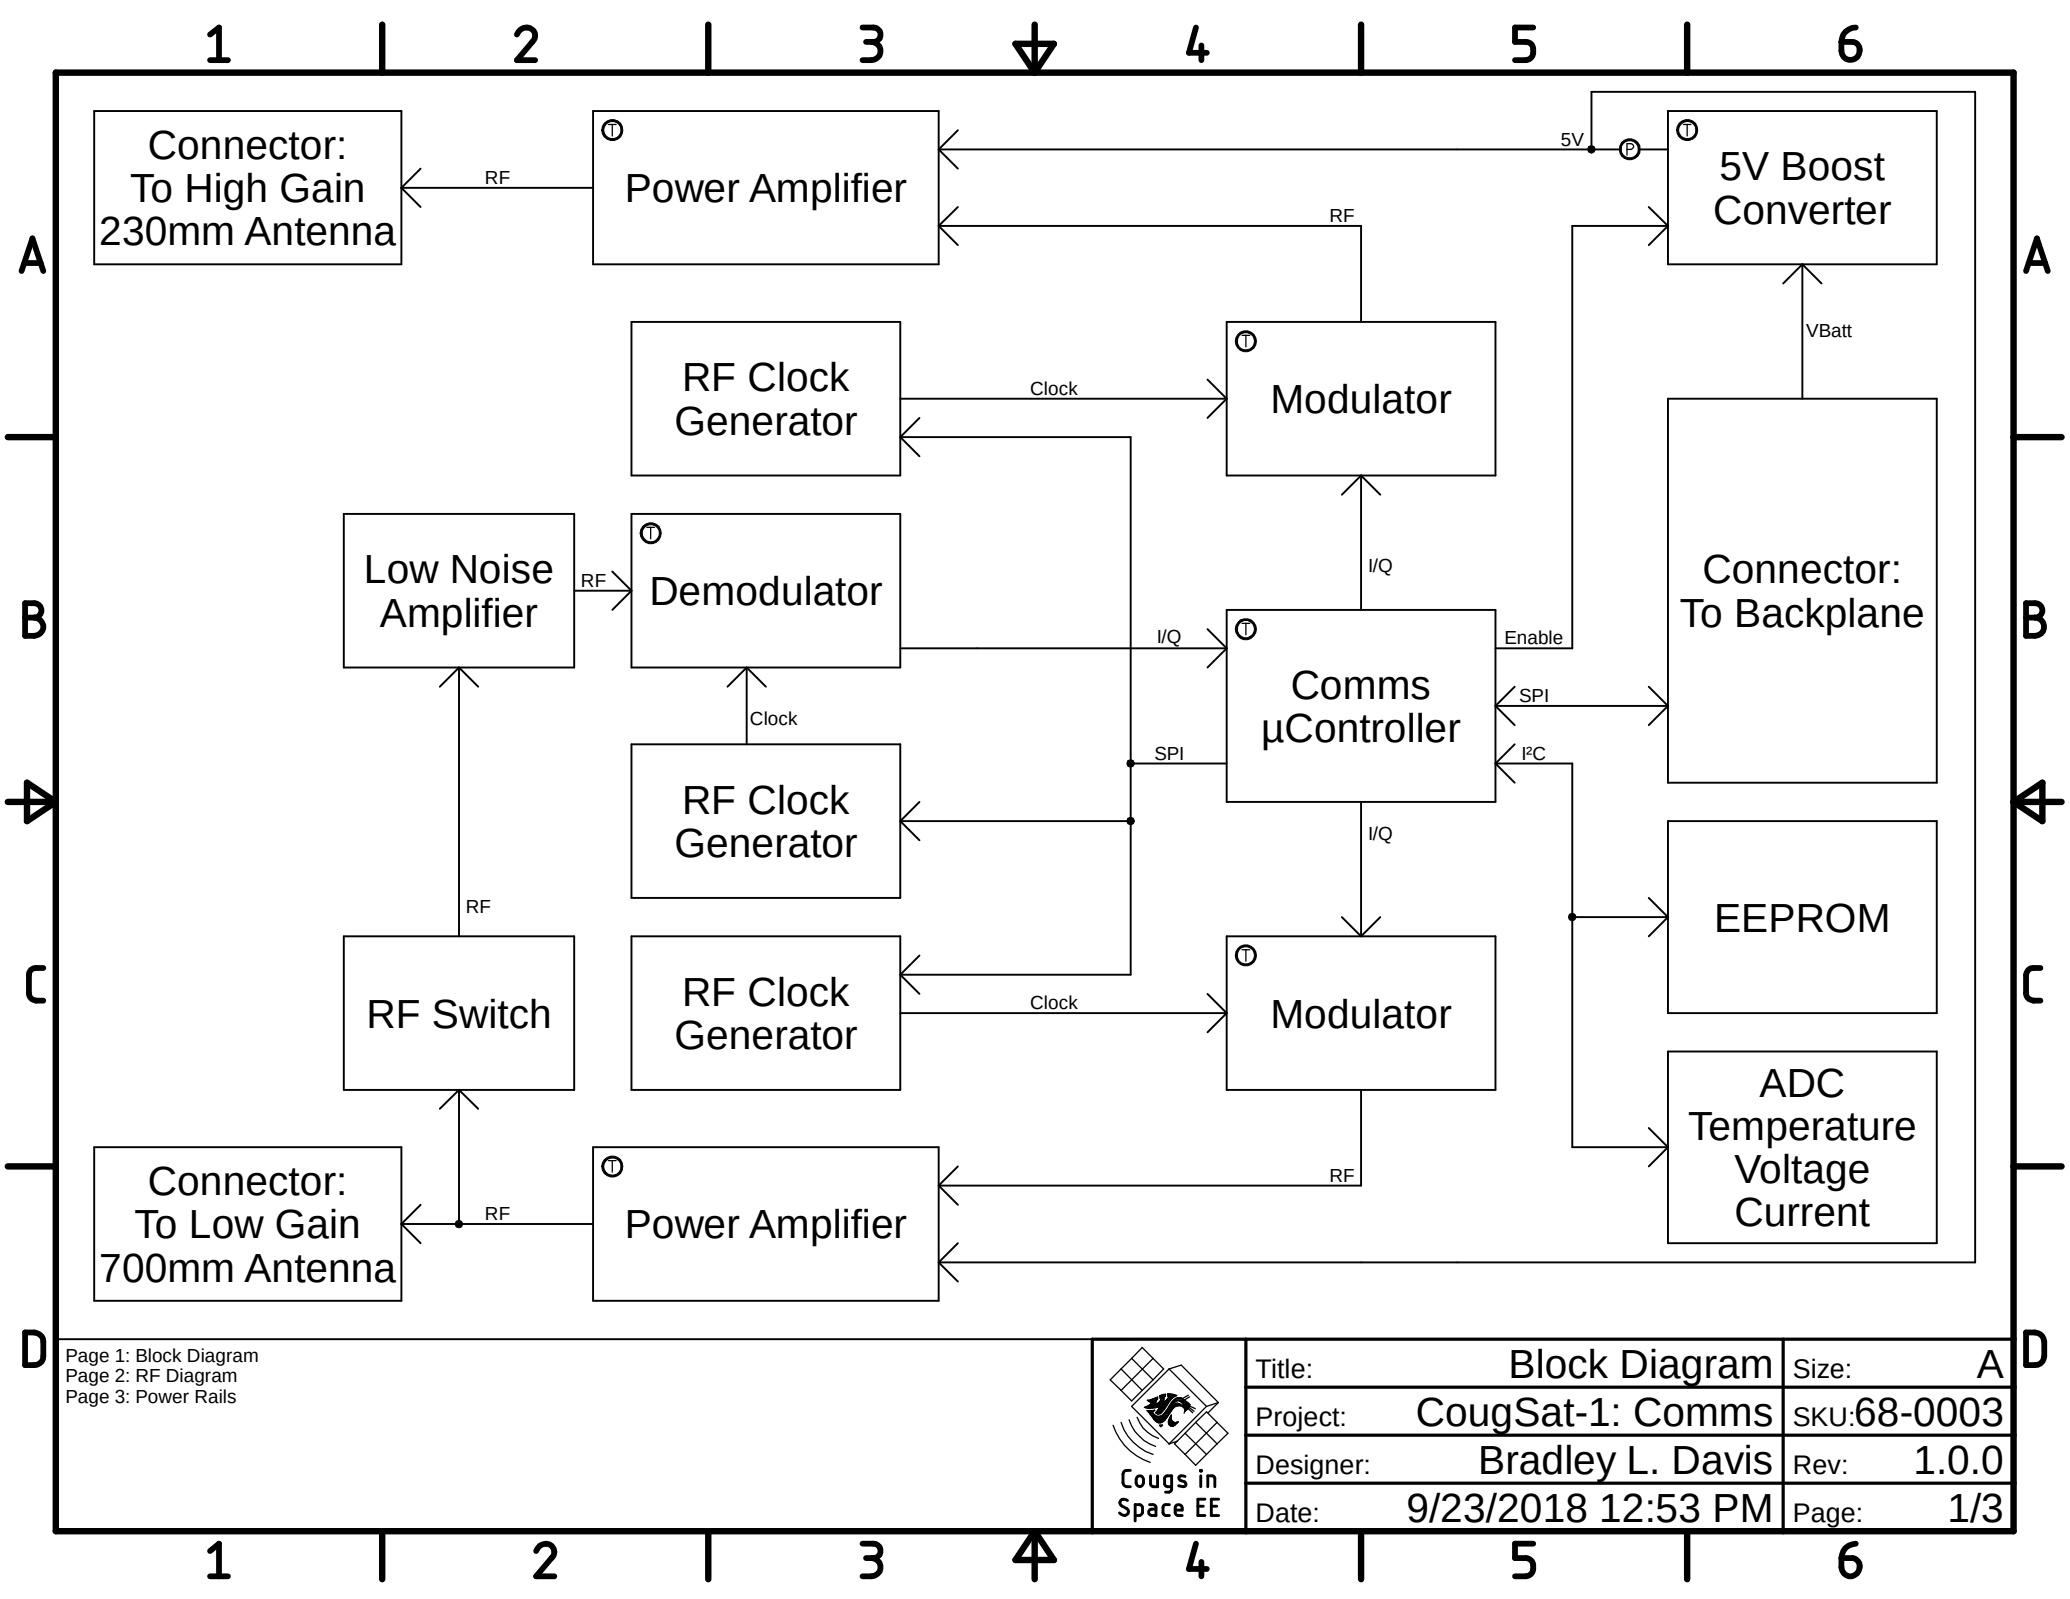 1 2 3 4 5 6
Connector:
To High Gain
230mm Antenna
RF
T
Power Amplifier
5V
P
T
5V Boost
Converter
RF
A
A
VBatt
RF Clock
Generator
Clock
T
Modulator
Low Noise
Amplifier
RF
T
Demodulator
I/Q
Connector:
To Backplane
B
B
I/Q
T
Comms
µController
Enable
SPI
I²C
SPI
Clock
RF Clock
Generator
I/Q
EEPROM
RF
C
C
RF Switch
RF Clock
Generator
Clock
T
Modulator
ADC
Temperature
Voltage
Current
Connector:
To Low Gain
700mm Antenna
RF
T
Power Amplifier
RF
D
D
Page 1: Block Diagram
Page 2: RF Diagram
Page 3: Power Rails
Cougs in
Space EE
Title: Block Diagram Size: A
Project: CougSat-1: Comms SKU: 68-0003
Designer: Bradley L. Davis Rev: 1.0.0
Date: 9/23/2018 12:53 PM Page: 1/3
1 2 3 4 5 6